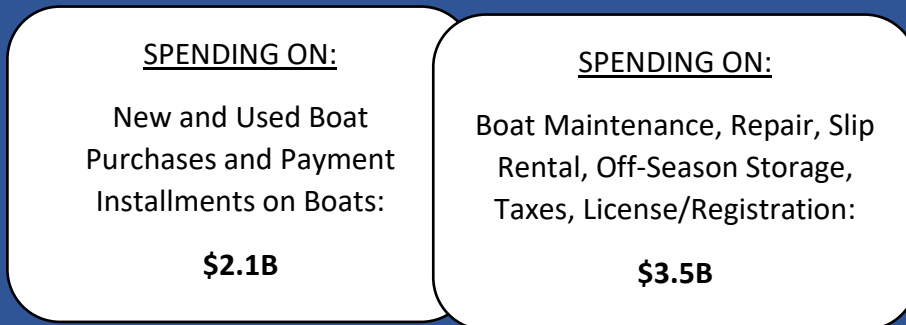 SPENDING ON:
New and Used Boat
Purchases and Payment
Installments on Boats:
$2.1B
SPENDING ON:
Boat Maintenance, Repair, Slip
Rental, Off-Season Storage,
Taxes, License/Registration:
$3.5B